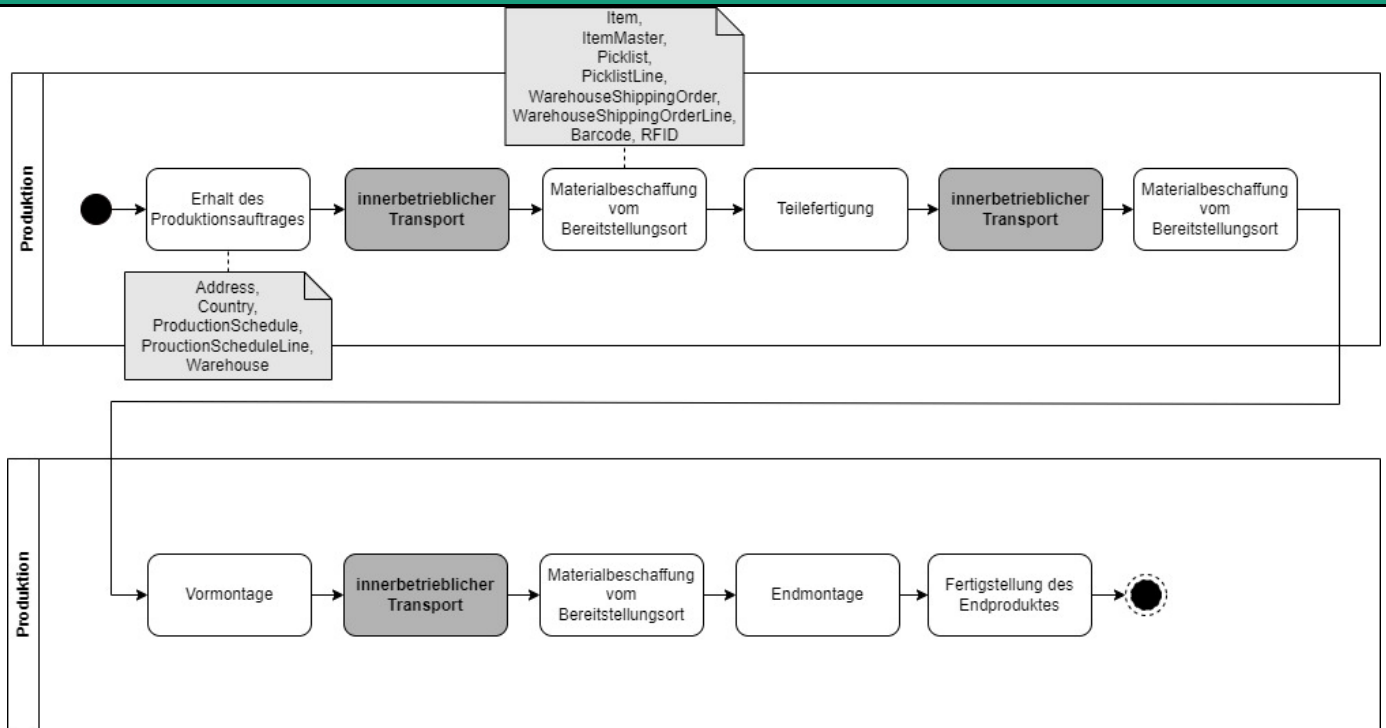 Item,
ItemMaster,
Picklist,
PicklistLine,
WarehouseShippingOrder,
WarehouseShippingOrderLine,
Barcode, RFID
Produktion
Erhalt des
Produktionsauftrages
innerbetrieblicher
Transport
Materialbeschaffung
vom
Bereitstellungsort
Teilefertigung
innerbetrieblicher
Transport
Materialbeschaffung
vom
Bereitstellungsort
Address,
Country,
ProductionSchedule,
ProuctionScheduleLine,
Warehouse
Produktion
Vormontage
innerbetrieblicher
Transport
Materialbeschaffung
vom
Bereitstellungsort
Endmontage
Fertigstellung des
Endproduktes